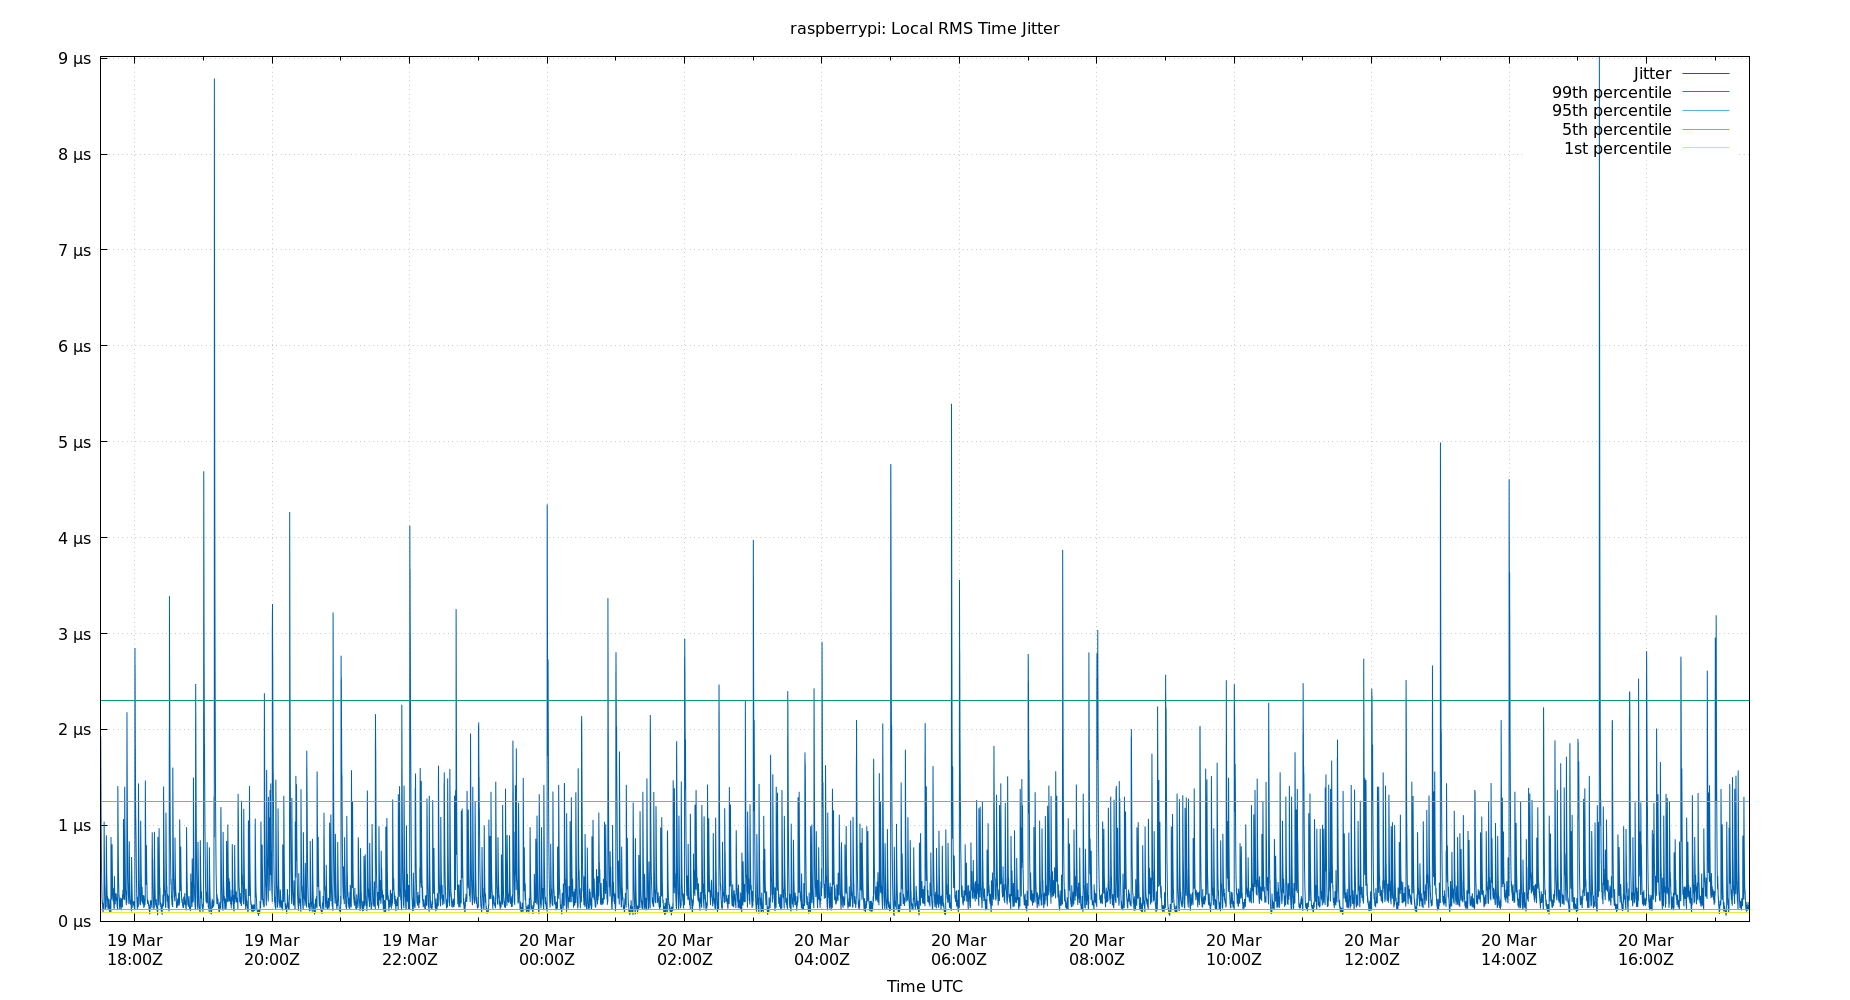 raspberrypi: Local RMS Time Jitter
9 µs
8 µs
7 µs
6 µs
5 µs
4 µs
3 µs
2 µs
1 µs
0 µs
Jitter
99th percentile
95th percentile
5th percentile
1st percentile
19 Mar 19 Mar 19 Mar 20 Mar 20 Mar 20 Mar 20 Mar 20 Mar 20 Mar 20 Mar 20 Mar 20 Mar
18:00Z 20:00Z 22:00Z 00:00Z 02:00Z 04:00Z 06:00Z 08:00Z 10:00Z 12:00Z 14:00Z 16:00Z
Time UTC